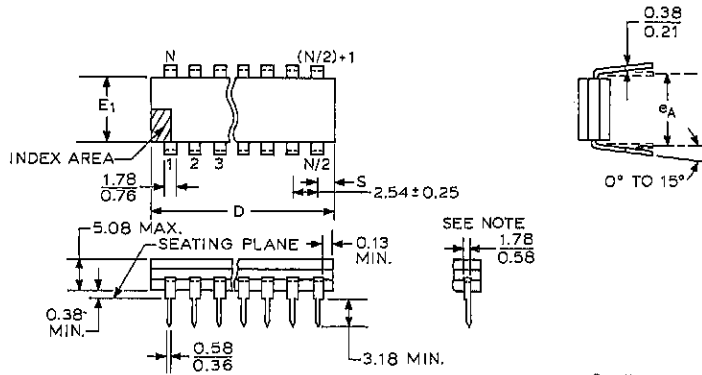 N
(N/2)+1
0.38
0.21
E1
eA
INDEX AREA
1
2
3
N/2
S
0° TO 15°
1.78
0.76
2.54±0.25
D
5.08 MAX.
SEATING PLANE
0.13
MIN.
SEE NOTE
1.78
0.58
0.38
MIN.
0.58
0.36
3.18 MIN.